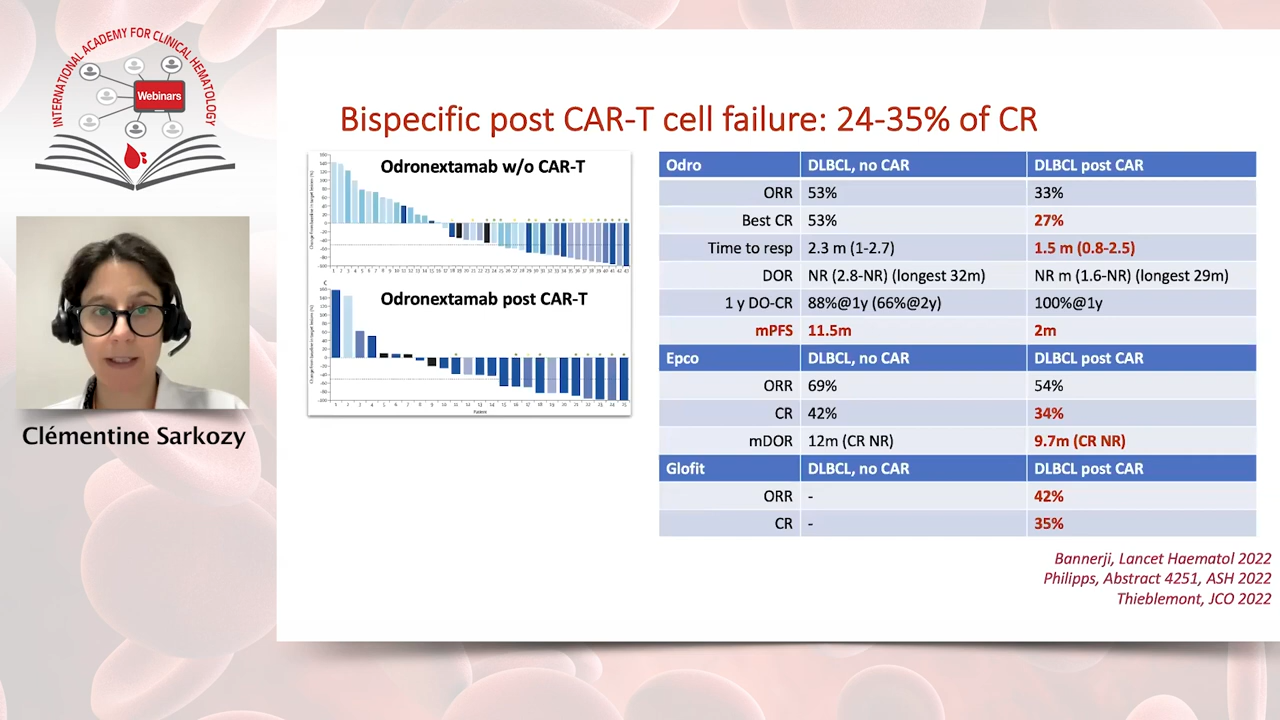 INTERNATIONAL ACADEMY FOR CLINICAL HEMATOLOGY
Webinars
Clémentine Sarkozy
Bispecific post CAR-T cell failure: 24-35% of CR
Odronextamab w/o CAR-T
Odronextamab post CAR-T
Patient
Odro DLBCL, no CAR DLBCL post CAR
ORR 53% 33%
Best CR 53% 27%
Time to resp 2.3 m (1-2.7) 1.5 m (0.8-2.5)
DOR NR (2.8-NR) (longest 32m) NR m (1.6-NR) (longest 29m)
1 y DO-CR 88%@1y (66%@2y) 100%@1y
mPFS 11.5m 2m
Epco DLBCL, no CAR DLBCL post CAR
ORR 69% 54%
CR 42% 34%
mDOR 12m (CR NR) 9.7m (CR NR)
Glofit DLBCL, no CAR DLBCL post CAR
ORR - 42%
CR - 35%
Bannerji, Lancet Haematol 2022
Philipps, Abstract 4251, ASH 2022
Thieblemont, JCO 2022